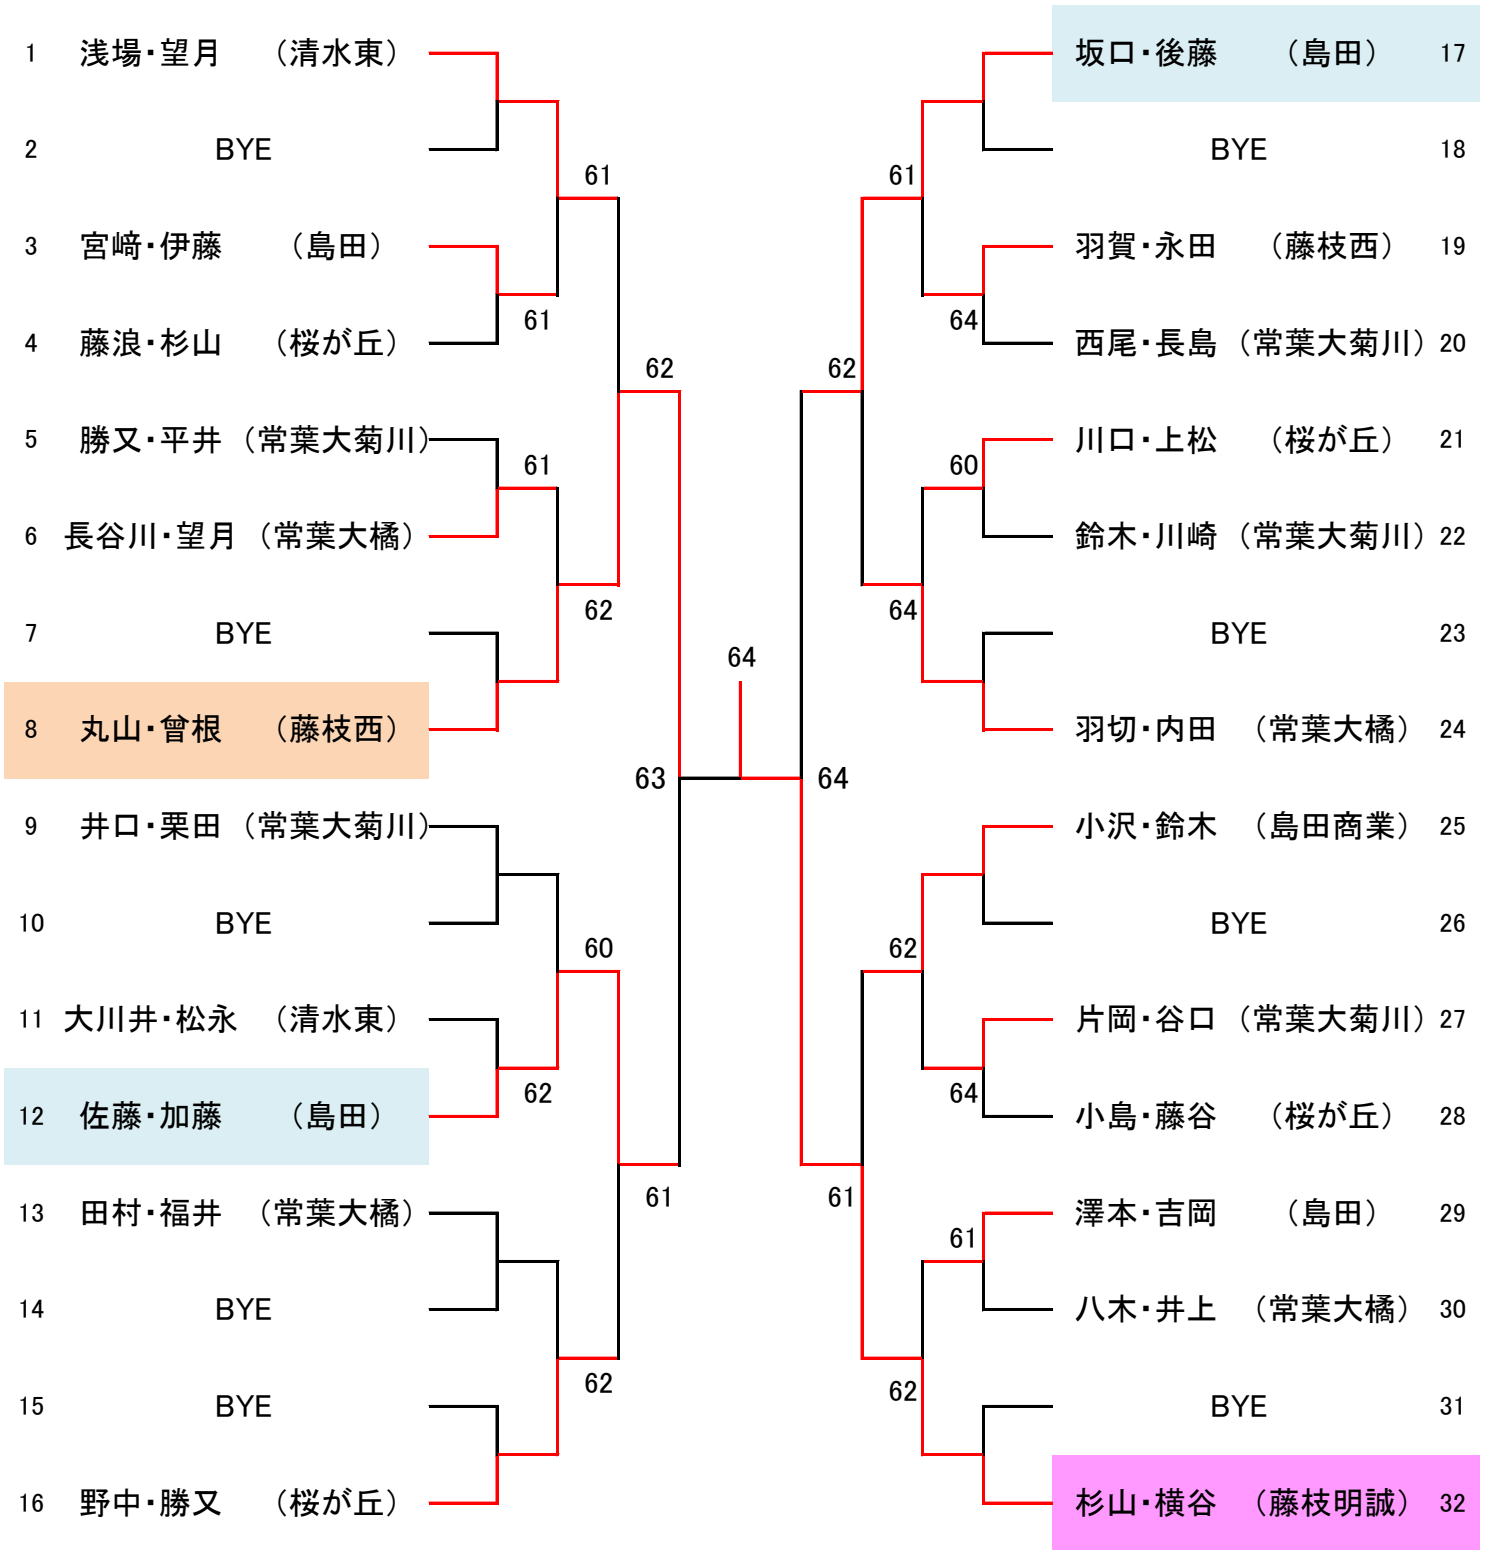 1 浅場・望月 （清水東）
2 BYE
61
3 宮﨑・伊藤 （島田）
61
4 藤浪・杉山 （桜が丘）
62
5 勝又・平井 （常葉大菊川）
61
6 長谷川・望月 （常葉大橘）
62
7 BYE
8 丸山・曾根 （藤枝西）
63
9 井口・栗田 （常葉大菊川）
10 BYE
60
11 大川井・松永 （清水東）
62
12 佐藤・加藤 （島田）
61
13 田村・福井 （常葉大橘）
14 BYE
62
15 BYE
16 野中・勝又 （桜が丘）
64
坂口・後藤 （島田） 17
BYE 18
61
羽賀・永田 （藤枝西） 19
64
西尾・長島 （常葉大菊川） 20
62
川口・上松 （桜が丘） 21
60
鈴木・川崎 （常葉大菊川） 22
64
BYE 23
羽切・内田 （常葉大橘） 24
64
小沢・鈴木 （島田商業） 25
BYE 26
62
片岡・谷口 （常葉大菊川） 27
64
小島・藤谷 （桜が丘） 28
61
澤本・吉岡 （島田） 29
61
八木・井上 （常葉大橘） 30
62
BYE 31
杉山・横谷 （藤枝明誠） 32